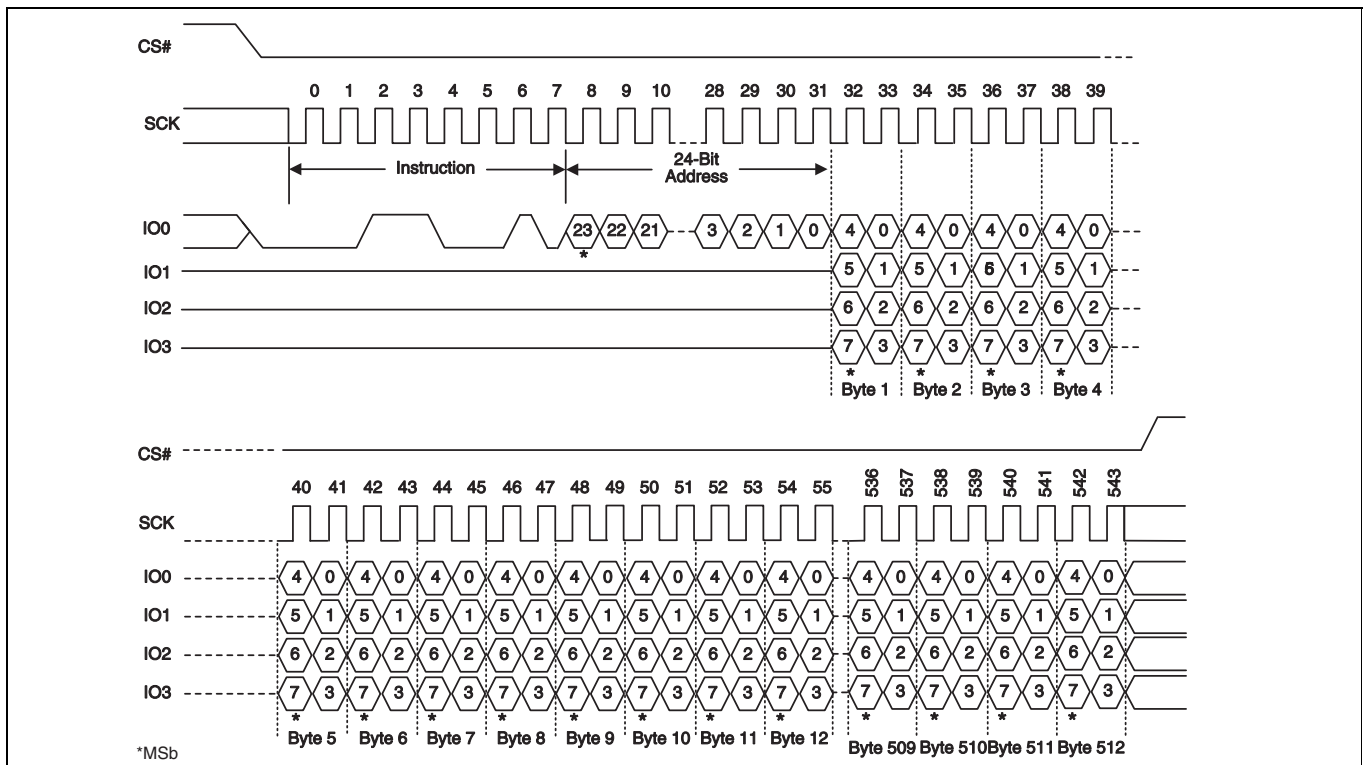 CS#
0 1 2 3 4 5 6 7 8 9 10 28 29 30 31 32 33 34 35 36 37 38 39
SCK
Instruction
24-Bit
Address
IO0 23 22 21 3 2 1 0 4 0 4 0 4 0 4 0
*
IO1 5 1 5 1 6 1 5 1
IO2 6 2 6 2 6 2 6 2
IO3 7 3 7 3 7 3 7 3
* * * *
Byte 1 Byte 2 Byte 3 Byte 4
CS#
40 41 42 43 44 45 46 47 48 49 50 51 52 53 54 55 536 537 538 539 540 541 542 543
SCK
IO0 4 0 4 0 4 0 4 0 4 0 4 0 4 0 4 0 4 0 4 0 4 0 4 0
IO1 5 1 5 1 5 1 5 1 5 1 5 1 5 1 5 1 5 1 5 1 5 1 5 1
IO2 6 2 6 2 6 2 6 2 6 2 6 2 6 2 6 2 6 2 6 2 6 2 6 2
IO3 7 3 7 3 7 3 7 3 7 3 7 3 7 3 7 3 7 3 7 3 7 3 7 3
* * * * * * * * * * * *
Byte 5 Byte 6 Byte 7 Byte 8 Byte 9 Byte 10 Byte 11 Byte 12 Byte 509 Byte 510 Byte 511 Byte 512
*MSb